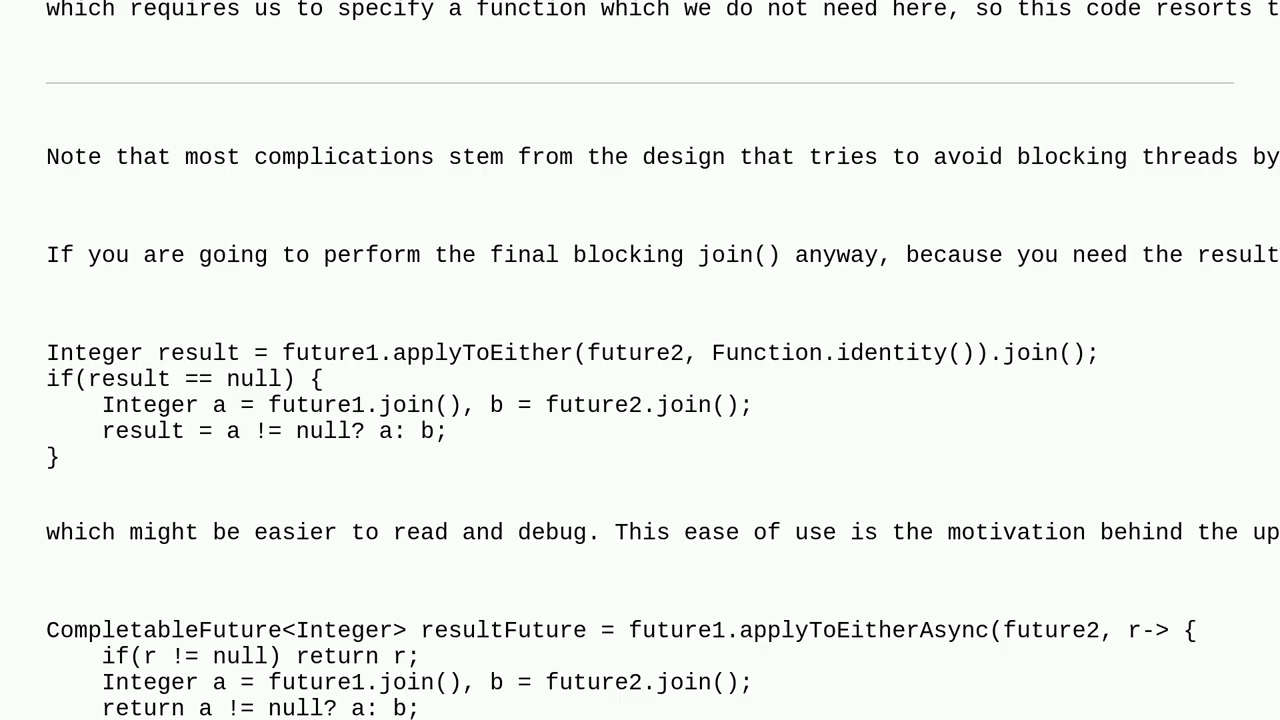 which requires us to specify a function which we do not need here, so this code resorts t
Note that most complications stem from the design that tries to avoid blocking threads by
If you are going to perform the final blocking join() anyway, because you need the result
Integer result = future1.applyToEither(future2, Function.identity()).join();
if(result == null) {
    Integer a = future1.join(), b = future2.join();
    result = a != null? a: b;
}
which might be easier to read and debug. This ease of use is the motivation behind the up
CompletableFuture<Integer> resultFuture = future1.applyToEitherAsync(future2, r-> {
    if(r != null) return r;
    Integer a = future1.join(), b = future2.join();
    return a != null? a: b;